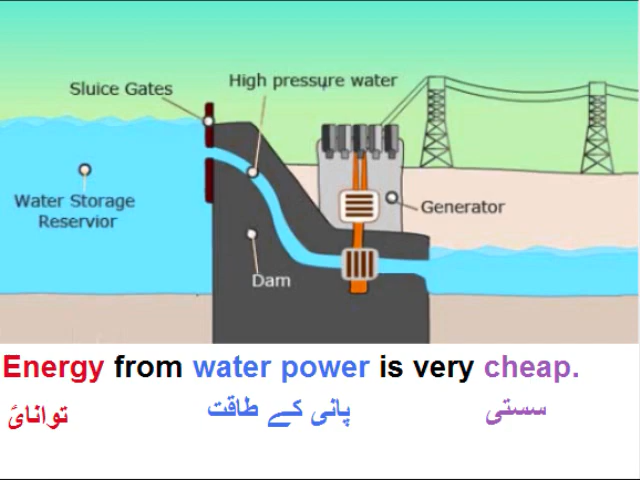 High pressure water
Sluice Gates
Water Storage
Reservior
Generator
Dam
Energy from water power is very cheap.
توانائ پانی کے طاقت سستی